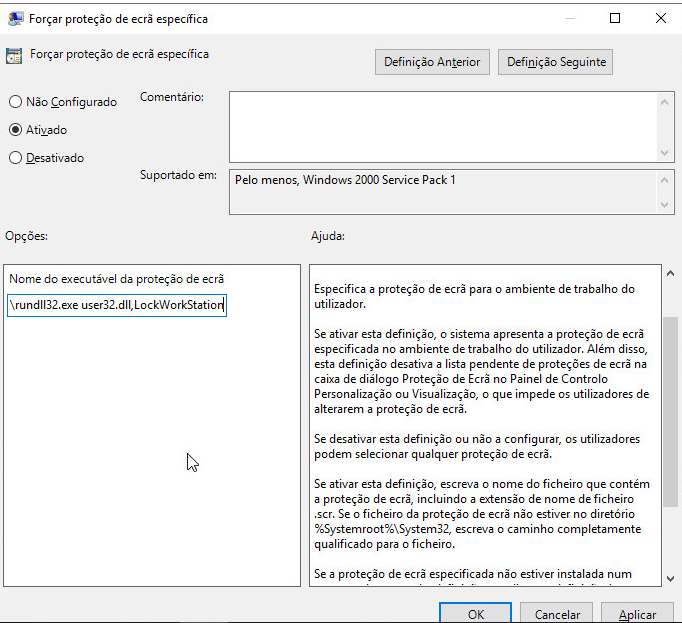 Forçar proteção de ecrã específica
Forçar proteção de ecrã específica
Definição Anterior
Definição Seguinte
Não Configurado
Ativado
Desativado
Comentário:
Suportado em:
Pelo menos, Windows 2000 Service Pack 1
Opções:
Ajuda:
Nome do executável da proteção de ecrã
\rundll32.exe user32.dll,LockWorkStation
Especifica a proteção de ecrã para o ambiente de trabalho do
utilizador.
Se ativar esta definição, o sistema apresenta a proteção de ecrã
especificada no ambiente de trabalho do utilizador. Além disso,
esta definição desativa a lista pendente de proteções de ecrã na
caixa de diálogo Proteção de Ecrã no Painel de Controlo
Personalização ou Visualização, o que impede os utilizadores de
alterarem a proteção de ecrã.
Se desativar esta definição ou não a configurar, os utilizadores
podem selecionar qualquer proteção de ecrã.
Se ativar esta definição, escreva o nome do ficheiro que contém
a proteção de ecrã, incluindo a extensão de nome de ficheiro
.scr. Se o ficheiro da proteção de ecrã não estiver no diretório
%Systemroot%\System32, escreva o caminho completamente
qualificado para o ficheiro.
Se a proteção de ecrã especificada não estiver instalada num
OK
Cancelar
Aplicar